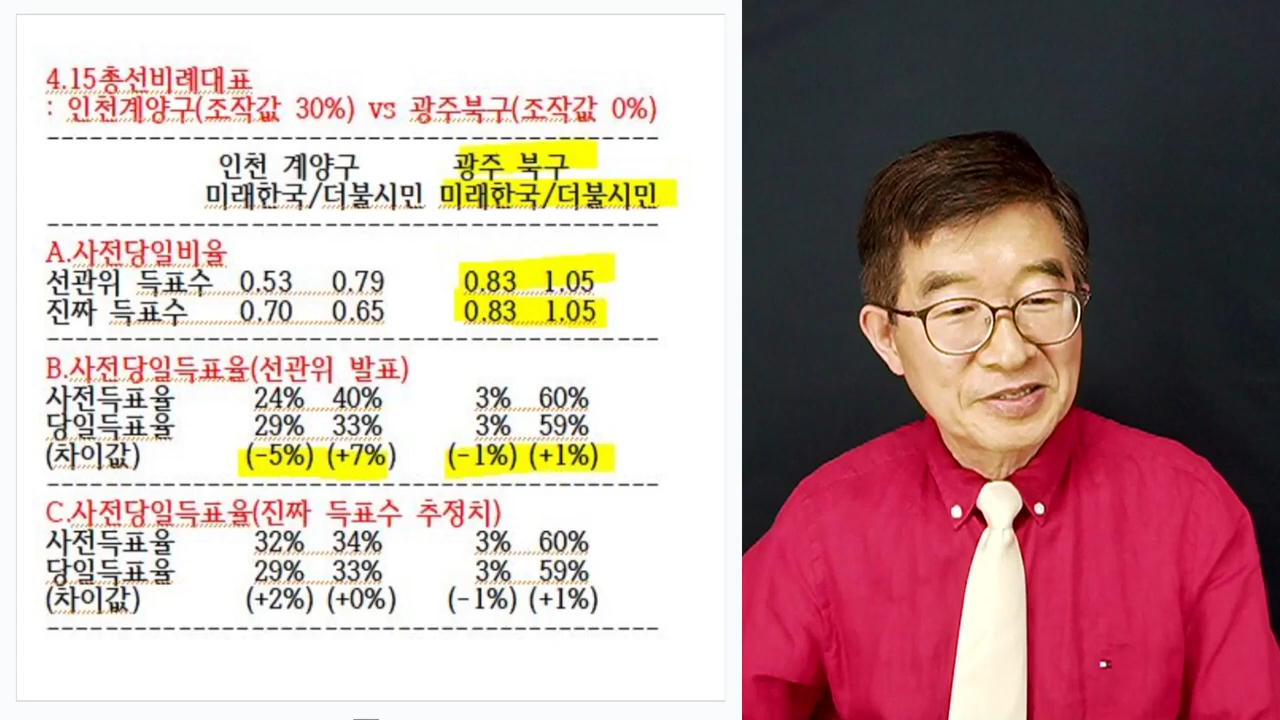 4.15총선비례대표
: 인천계양구(조작값 30%) vs 광주북구(조작값 0%)
인천 계양구 광주 북구
미래한국/더불시민 미래한국/더불시민
A.사전당일비율
선관위 득표수 0.53 0.79 0.83 1.05
진짜 득표수 0.70 0.65 0.83 1.05
B.사전당일득표율(선관위 발표)
사전득표율 24% 40% 3% 60%
당일득표율 29% 33% 3% 59%
(차이값) (-5%) (+7%) (-1%) (+1%)
C.사전당일득표율(진짜 득표수 추정치)
사전득표율 32% 34% 3% 60%
당일득표율 29% 33% 3% 59%
(차이값) (+2%) (+0%) (-1%) (+1%)